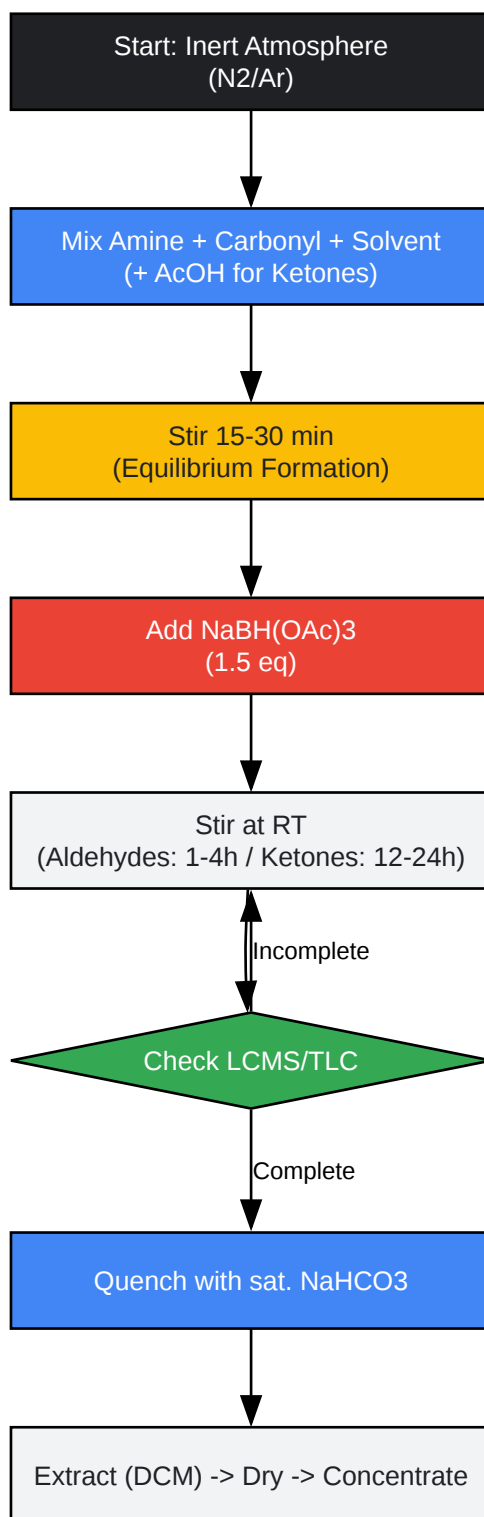 Start: Inert Atmosphere
(N2/Ar)
Mix Amine + Carbonyl + Solvent
(+ AcOH for Ketones)
Stir 15-30 min
(Equilibrium Formation)
Add NaBH(OAc)3
(1.5 eq)
Stir at RT
(Aldehydes: 1-4h / Ketones: 12-24h)
Incomplete
Check LCMS/TLC
Complete
Quench with sat. NaHCO3
Extract (DCM) -> Dry -> Concentrate